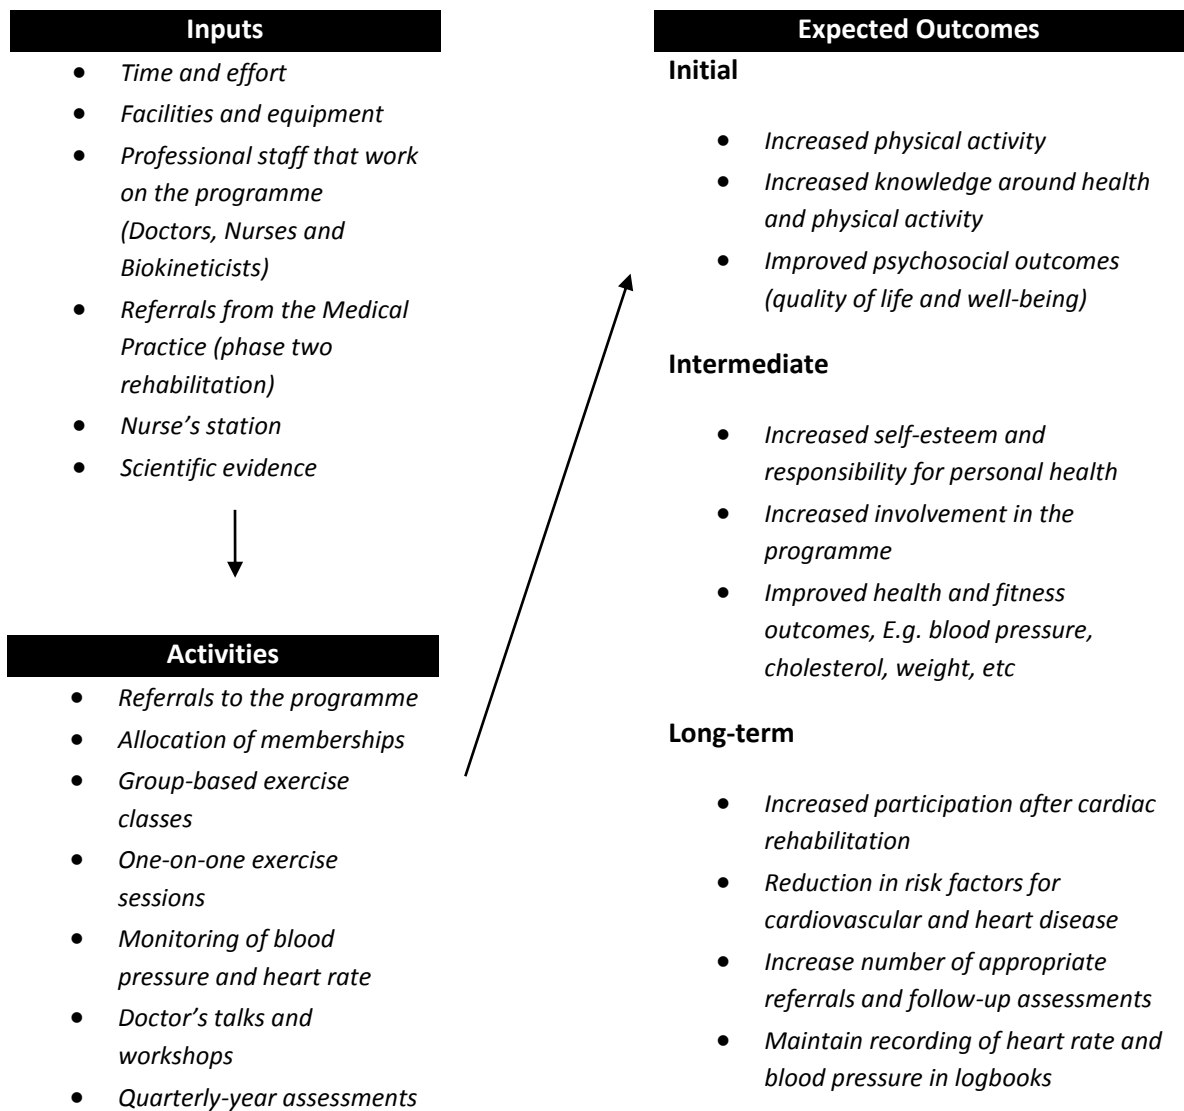 Inputs
• Time and effort
• Facilities and equipment
• Professional staff that work
on the programme
(Doctors, Nurses and
Biokineticists)
• Referrals from the Medical
Practice (phase two
rehabilitation)
• Nurse’s station
• Scientific evidence
Activities
• Referrals to the programme
• Allocation of memberships
• Group-based exercise
classes
• One-on-one exercise
sessions
• Monitoring of blood
pressure and heart rate
• Doctor’s talks and
workshops
• Quarterly-year assessments
Expected Outcomes
Initial
• Increased physical activity
• Increased knowledge around health
and physical activity
• Improved psychosocial outcomes
(quality of life and well-being)
Intermediate
• Increased self-esteem and
responsibility for personal health
• Increased involvement in the
programme
• Improved health and fitness
outcomes, E.g. blood pressure,
cholesterol, weight, etc
Long-term
• Increased participation after cardiac
rehabilitation
• Reduction in risk factors for
cardiovascular and heart disease
• Increase number of appropriate
referrals and follow-up assessments
• Maintain recording of heart rate and
blood pressure in logbooks